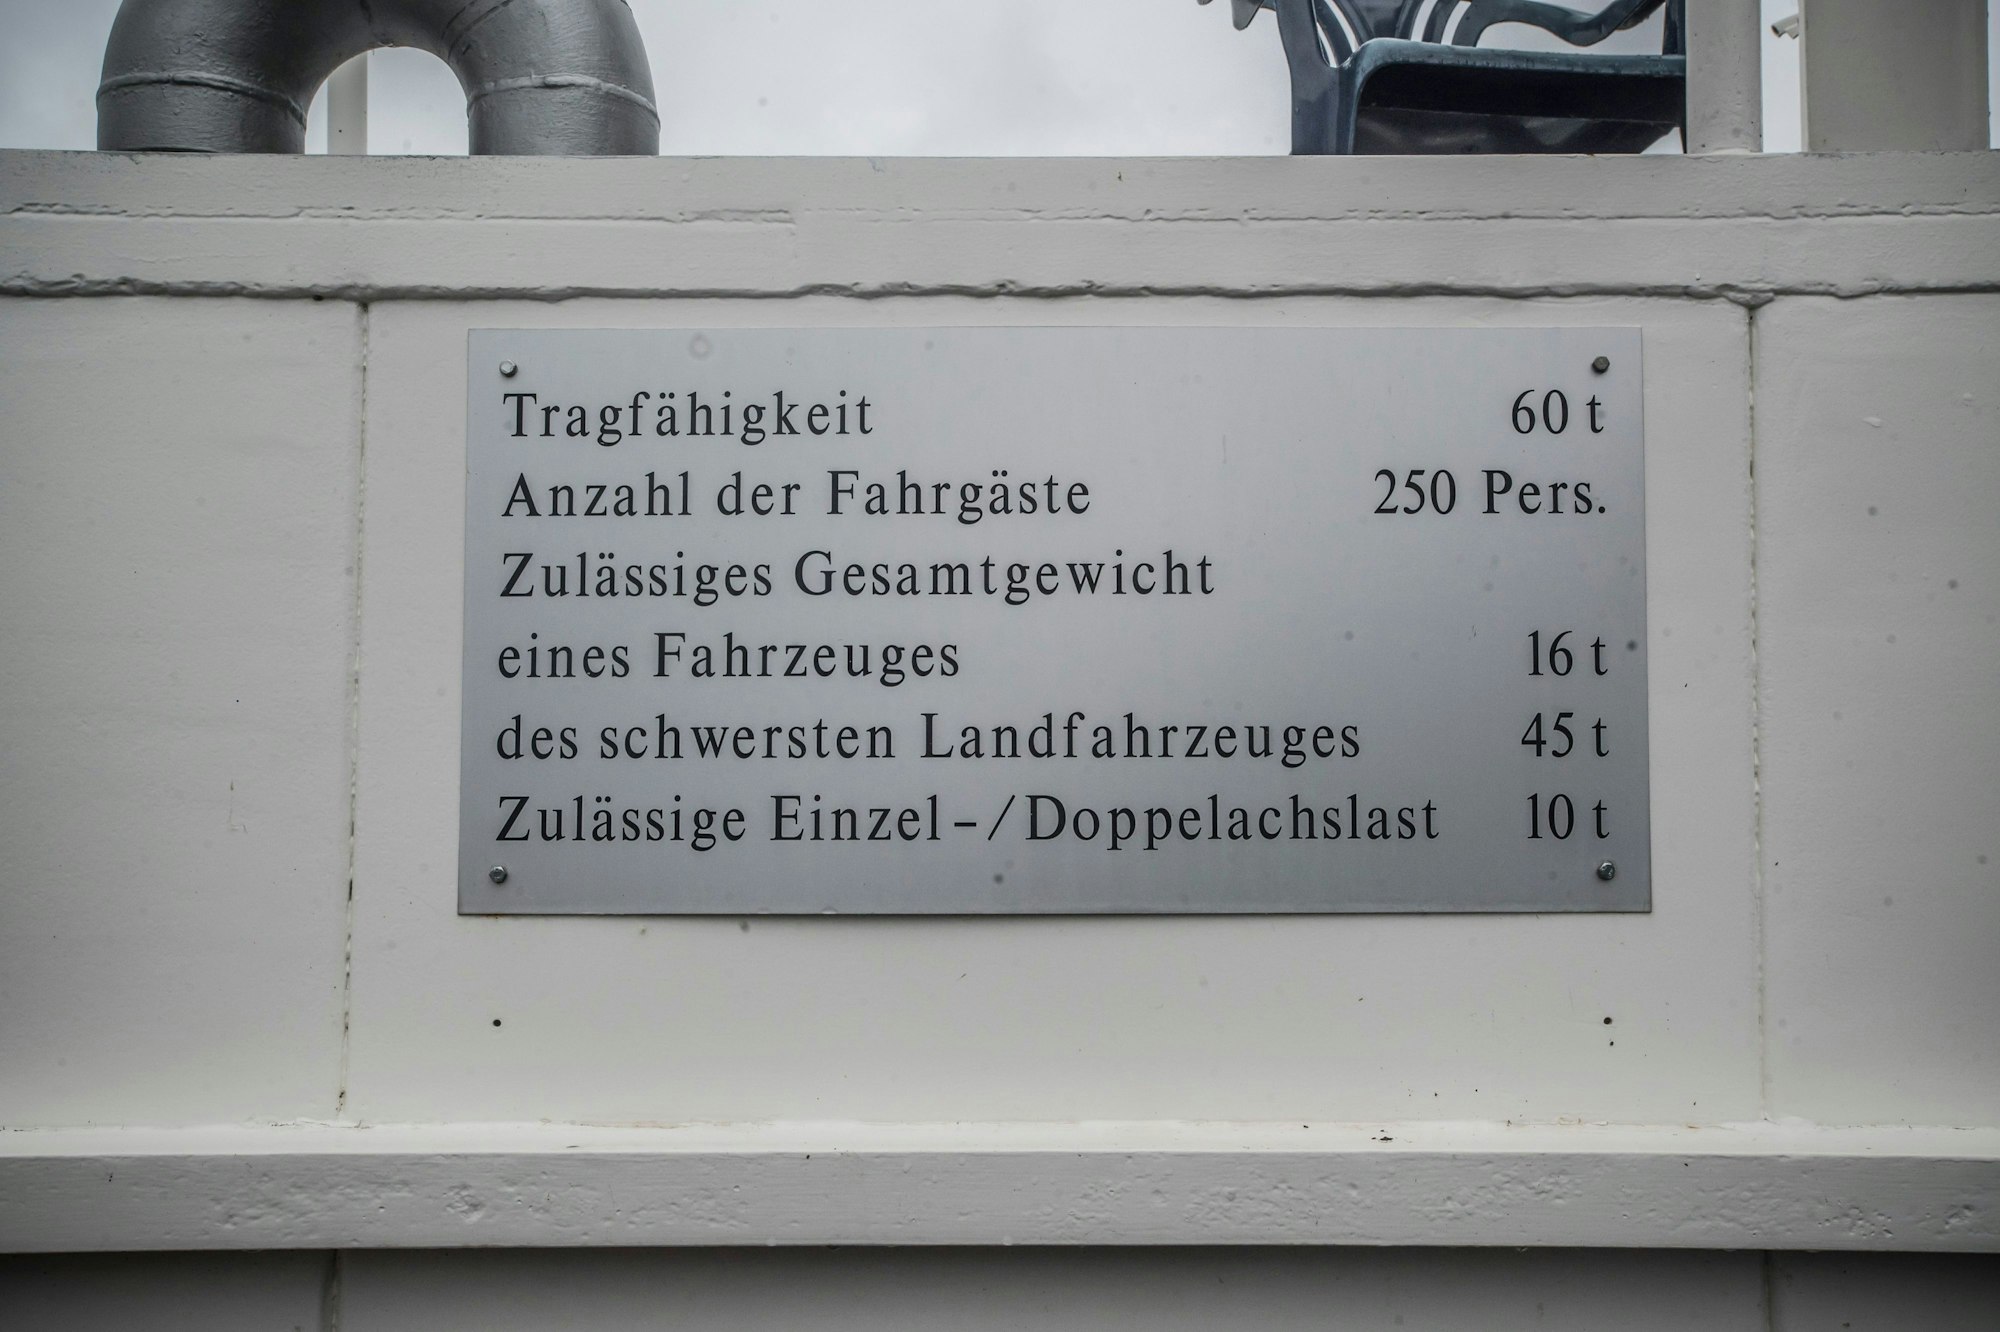 Tragfähigkeit 60 t
Anzahl der Fahrgäste 250 Pers.
Zulässiges Gesamtgewicht
eines Fahrzeuges 16 t
des schwersten Landfahrzeuges 45 t
Zulässige Einzel-/Doppelachslast 10 t